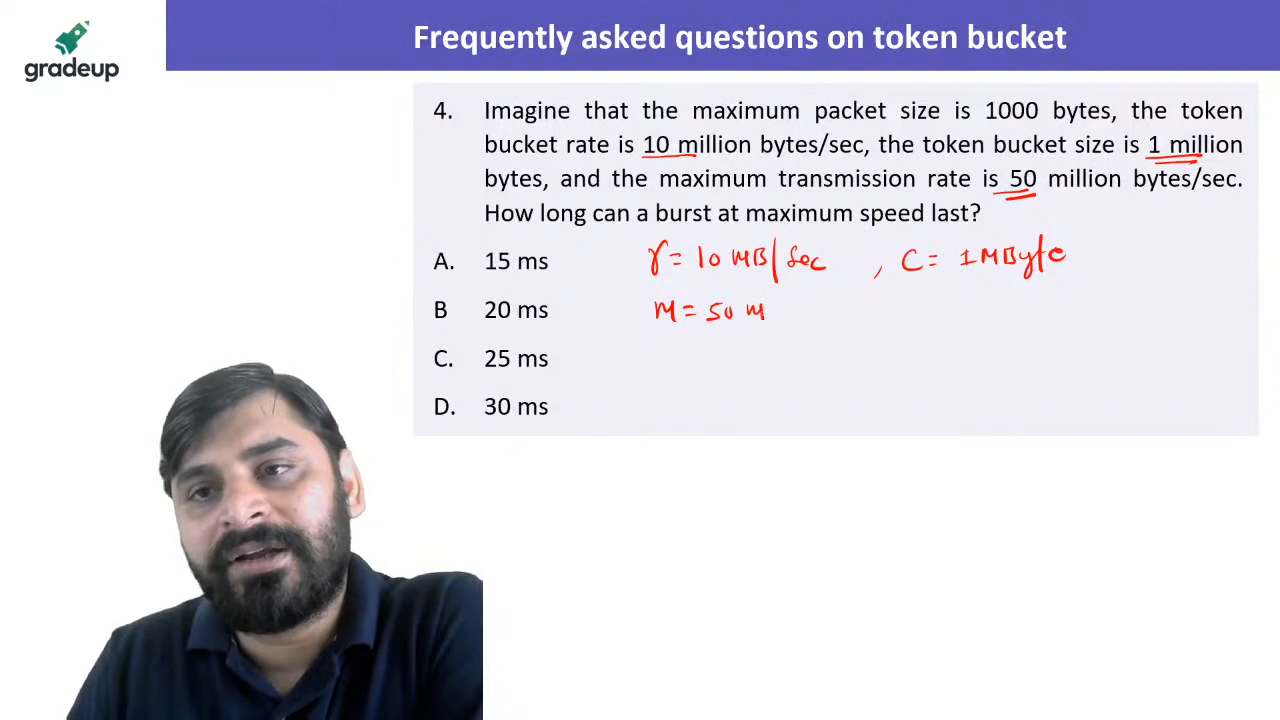 Frequently asked questions on token bucket
gradeup
4. Imagine that the maximum packet size is 1000 bytes, the token
bucket rate is 10 million bytes/sec, the token bucket size is 1 million
bytes, and the maximum transmission rate is 50 million bytes/sec.
How long can a burst at maximum speed last?
A. 15 ms
r = 10 MB/sec , C = 1 MByte
B 20 ms
M = 50 M
C. 25 ms
D. 30 ms